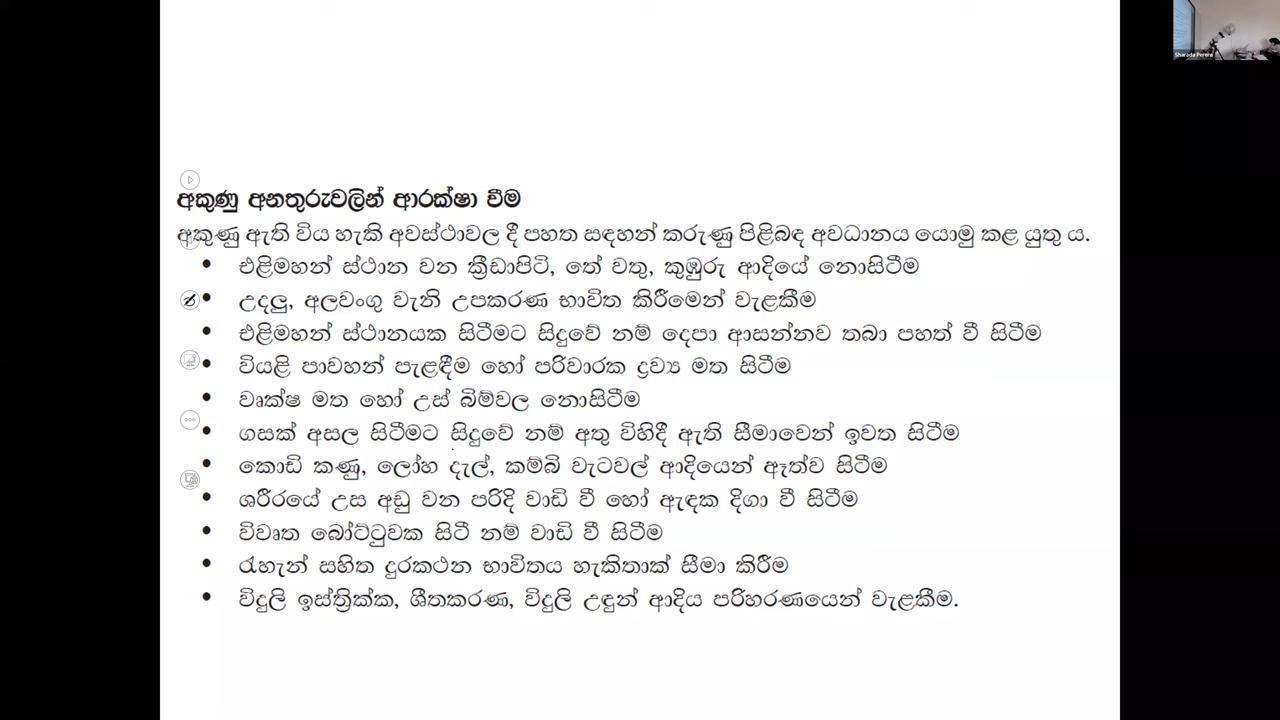 Sharada Perera
අකුණු අනතුරුවලින් ආරක්ෂා වීම
අකුණු ඇති විය හැකි අවස්ථාවල දී පහත සඳහන් කරුණු පිළිබඳ අවධානය යොමු කළ යුතු ය.
• එළිමහන් ස්ථාන වන ක්‍රීඩාපිටි, තේ වතු, කුඹුරු ආදියේ නොසිටීම
• උදලු, අලවංගු වැනි උපකරණ භාවිත කිරීමෙන් වැළකීම
• එළිමහන් ස්ථානයක සිටීමට සිදුවේ නම් දෙපා ආසන්නව තබා පහත් වී සිටීම
• වියළි පාවහන් පැළඳීම හෝ පරිවාරක ද්‍රව්‍ය මත සිටීම
• වෘක්ෂ මත හෝ උස් බිම්වල නොසිටීම
• ගසක් අසල සිටීමට සිදුවේ නම් අතු විහිදී ඇති සීමාවෙන් ඉවත සිටීම
• කොඩි කණු, ලෝහ දැල්, කම්බි වැටවල් ආදියෙන් ඈත්ව සිටීම
• ශරීරයේ උස අඩු වන පරිදි වාඩි වී හෝ ඇඳක දිගා වී සිටීම
• විවෘත බෝට්ටුවක සිටී නම් වාඩි වී සිටීම
• රැහැන් සහිත දුරකථන භාවිතය හැකිතාක් සීමා කිරීම
• විදුලි ඉස්ත්‍රික්ක, ශීතකරණ, විදුලි උඳුන් ආදිය පරිහරණයෙන් වැළකීම.